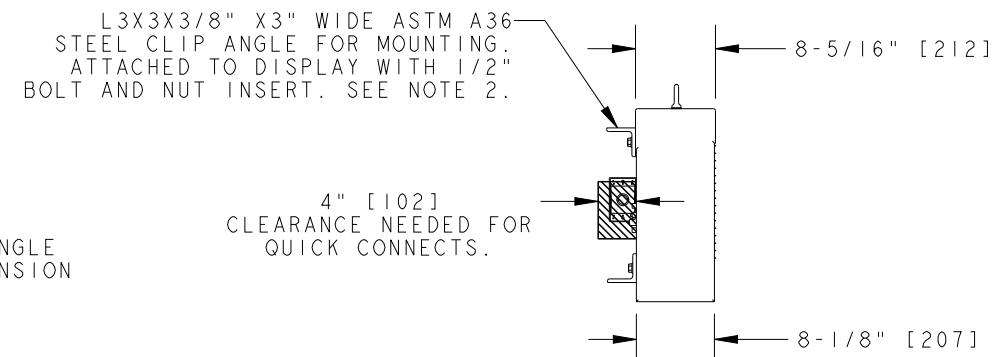 L3X3X3/8" X3" WIDE ASTM A36
STEEL CLIP ANGLE FOR MOUNTING.
ATTACHED TO DISPLAY WITH 1/2"
BOLT AND NUT INSERT. SEE NOTE 2.
8-5/16" [212]
4" [102]
CLEARANCE NEEDED FOR
QUICK CONNECTS.
NGLE
NSION
8-1/8" [207]